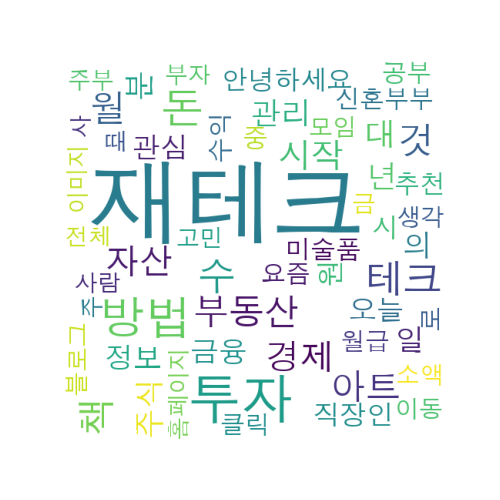 주부
부자
안녕하세요
공부
월
분
돈
관리
신혼부부
사
때
관심
수익
중
모임
대
것
이미지
재테크
시작
년
추천
금
전체
고민
시
생각
자산
미술품
의
사람
수
요즘
원
테크
주
방법
부동산
오늘
로
블로그
정보
금융
경제
월급
일
홈페이지
투자
아트
소액
책
주식
클릭
직장인
이동